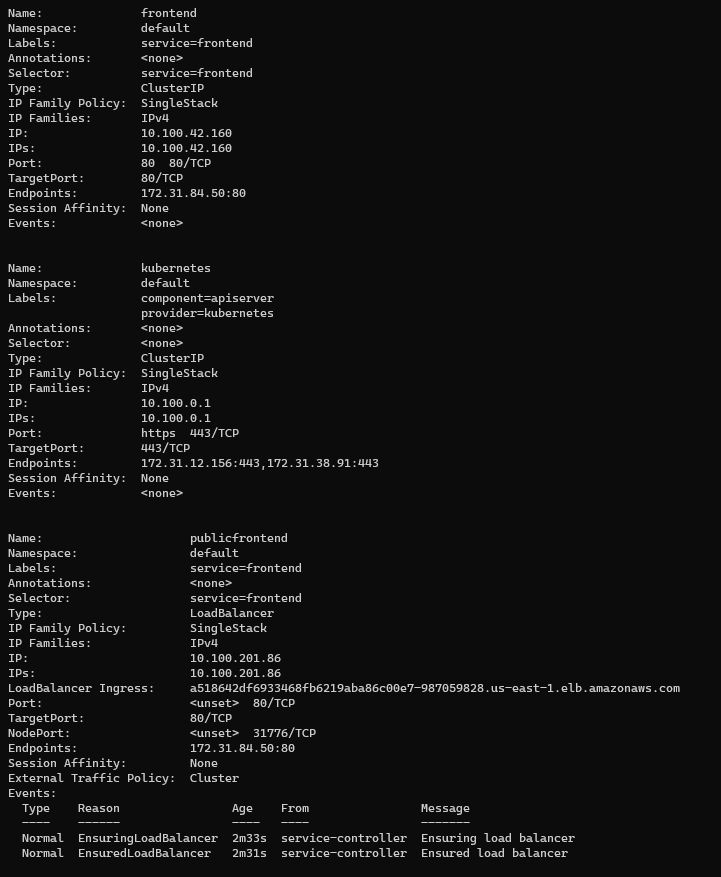 Name:              frontend
Namespace:         default
Labels:            service=frontend
Annotations:       <none>
Selector:          service=frontend
Type:              ClusterIP
IP Family Policy:  SingleStack
IP Families:       IPv4
IP:                10.100.42.160
IPs:               10.100.42.160
Port:              80  80/TCP
TargetPort:        80/TCP
Endpoints:         172.31.84.50:80
Session Affinity:  None
Events:            <none>
Name:              kubernetes
Namespace:         default
Labels:            component=apiserver
                   provider=kubernetes
Annotations:       <none>
Selector:          <none>
Type:              ClusterIP
IP Family Policy:  SingleStack
IP Families:       IPv4
IP:                10.100.0.1
IPs:               10.100.0.1
Port:              https  443/TCP
TargetPort:        443/TCP
Endpoints:         172.31.12.156:443,172.31.38.91:443
Session Affinity:  None
Events:            <none>
Name:                     publicfrontend
Namespace:                default
Labels:                   service=frontend
Annotations:              <none>
Selector:                 service=frontend
Type:                     LoadBalancer
IP Family Policy:         SingleStack
IP Families:              IPv4
IP:                       10.100.201.86
IPs:                      10.100.201.86
LoadBalancer Ingress:     a518642df6933468fb6219aba86c00e7-987059828.us-east-1.elb.amazonaws.com
Port:                     <unset>  80/TCP
TargetPort:               80/TCP
NodePort:                 <unset>  31776/TCP
Endpoints:                172.31.84.50:80
Session Affinity:         None
External Traffic Policy:  Cluster
Events:
  Type    Reason                Age    From                Message
  ----    ------                ----   ----                -------
  Normal  EnsuringLoadBalancer  2m33s  service-controller  Ensuring load balancer
  Normal  EnsuredLoadBalancer   2m31s  service-controller  Ensured load balancer